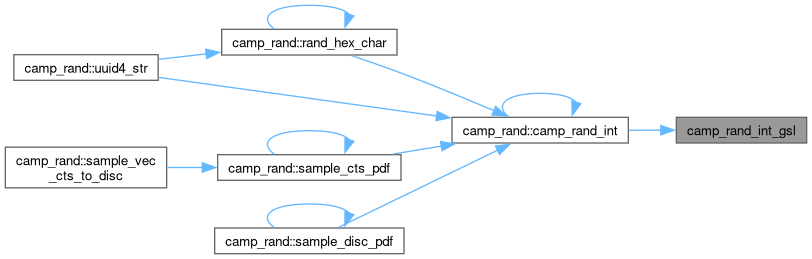 camp_rand::rand_hex_char
camp_rand::uuid4_str
camp_rand::camp_rand_int
camp_rand_int_gsl
camp_rand::sample_vec
_cts_to_disc
camp_rand::sample_cts_pdf
camp_rand::sample_disc_pdf